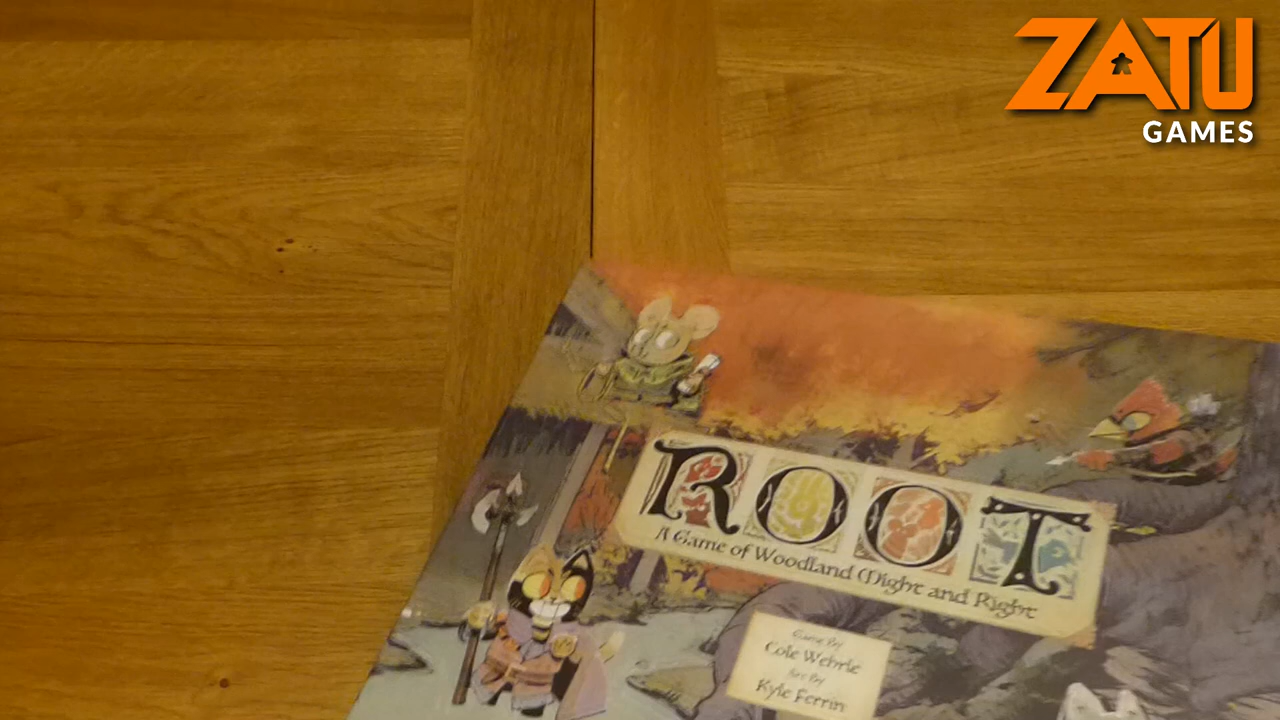 ZATU
GAMES
ROOT
A Game of Woodland Might and Right
Game By
Cole Wehrle
Art By
Kyle Ferrin